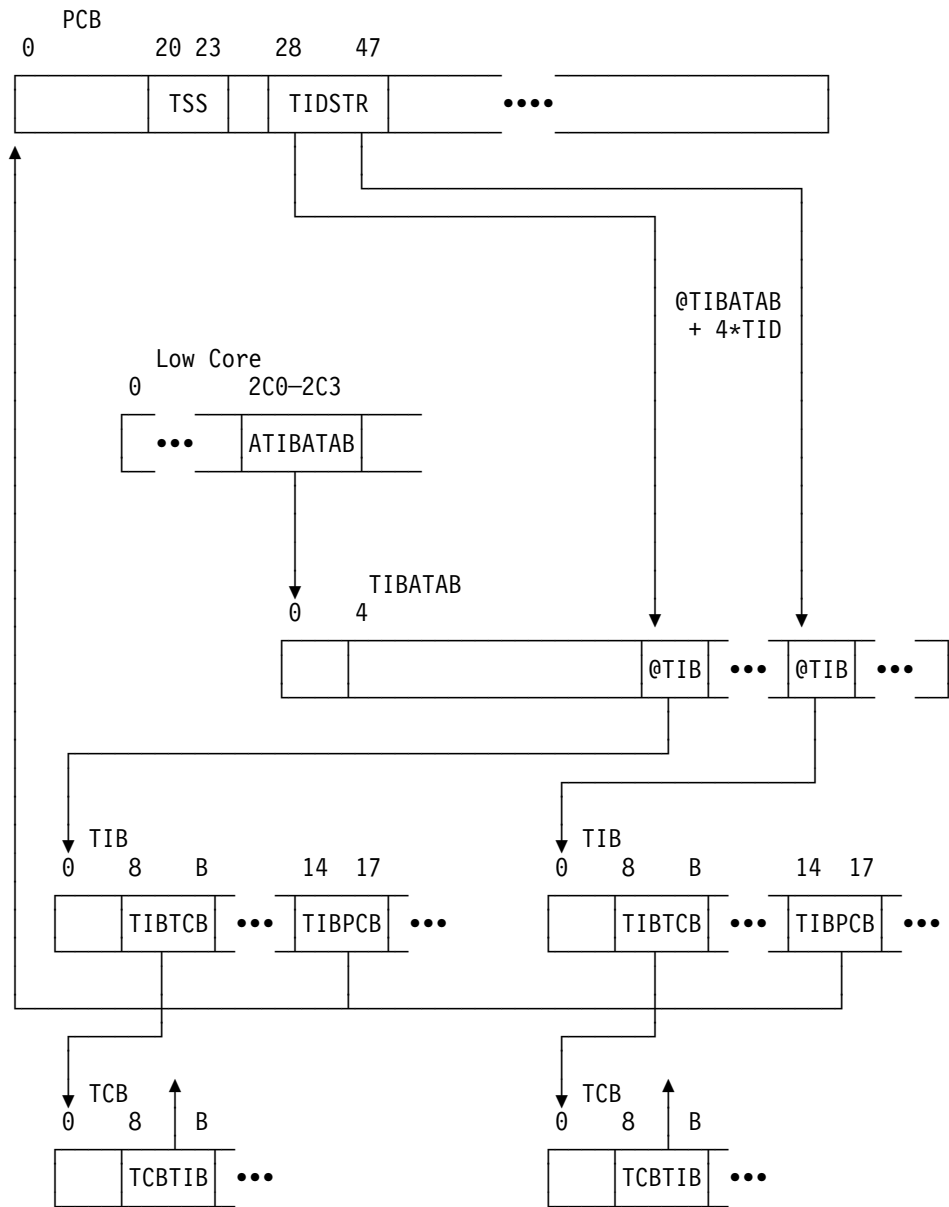 PCB
0 20 23 28 47
TSS TIDSTR ••••
@TIBATAB
+ 4*TID
Low Core
0 2C0–2C3
••• ATIBATAB
TIBATAB
0 4
@TIB ••• @TIB •••
TIB TIB
0 8 B 14 17 0 8 B 14 17
TIBTCB ••• TIBPCB ••• TIBTCB ••• TIBPCB •••
TCB TCB
0 8 B 0 8 B
TCBTIB ••• TCBTIB •••